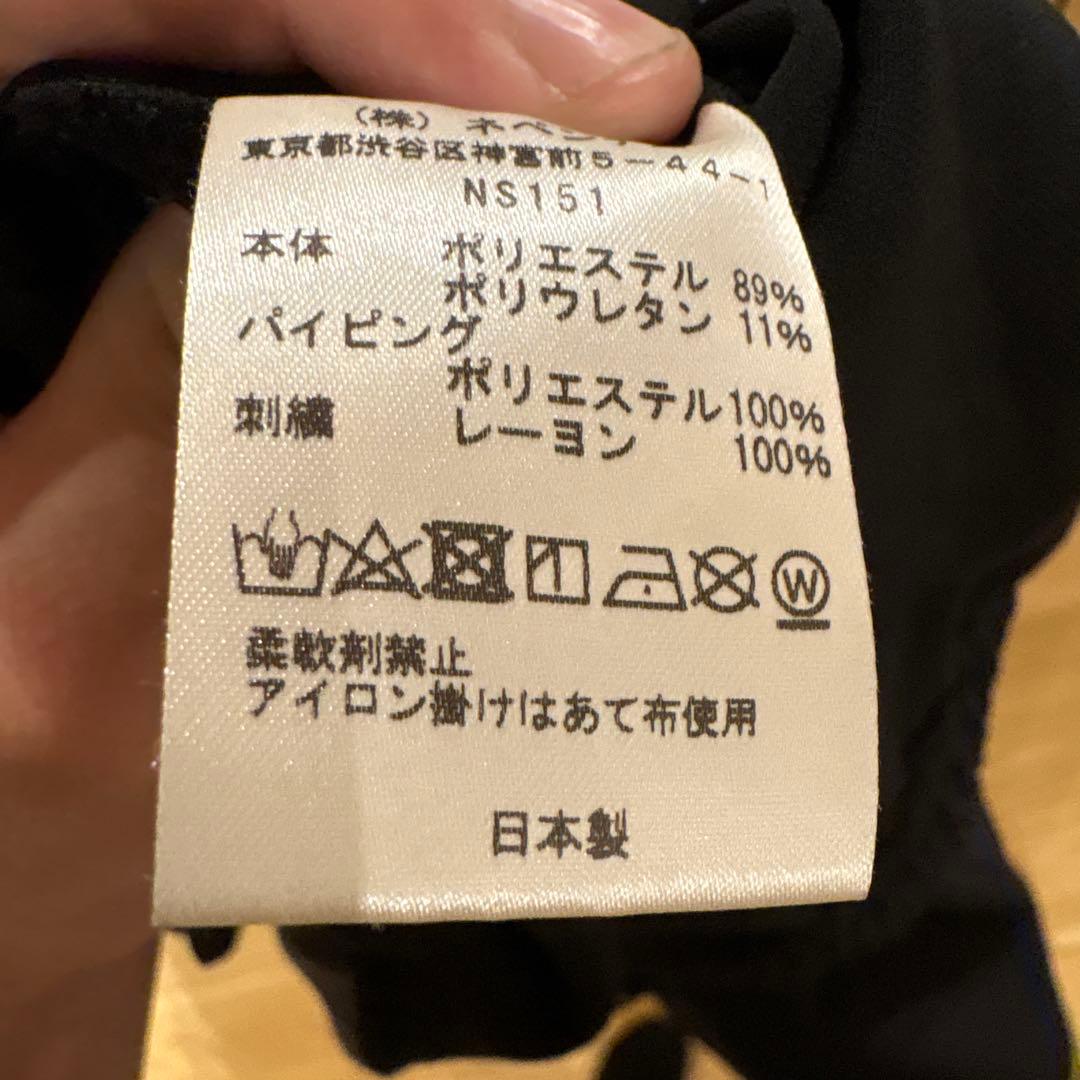 (株) ネペン
東京都渋谷区神宮前5-44-1
NS151
本体 ポリエステル 89%
ポリウレタン 11%
パイピング
ポリエステル100%
刺繍 レーヨン 100%
W
柔軟剤禁止
アイロン掛けはあて布使用
日本製